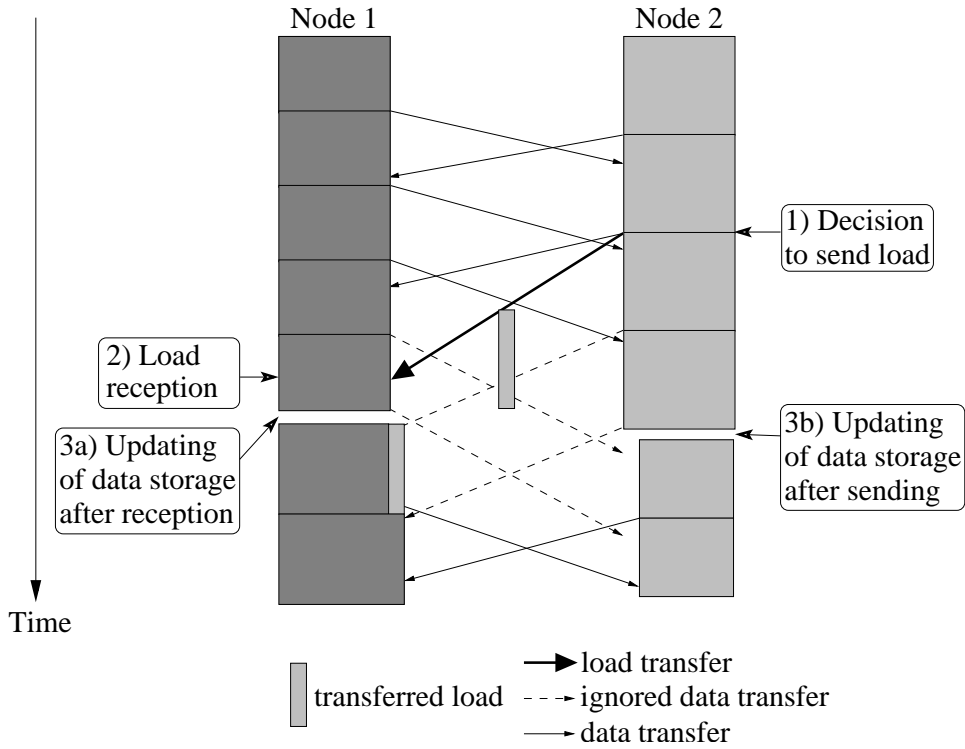 Node 1
Node 2
1) Decision
to send load
2) Load
reception
3a) Updating
of data storage
after reception
3b) Updating
of data storage
after sending
Time
transferred load
load transfer
ignored data transfer
data transfer